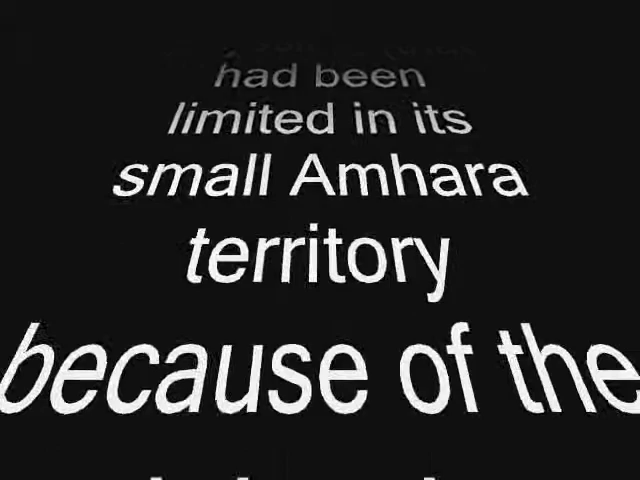 had been
limited in its
small Amhara
territory
because of the